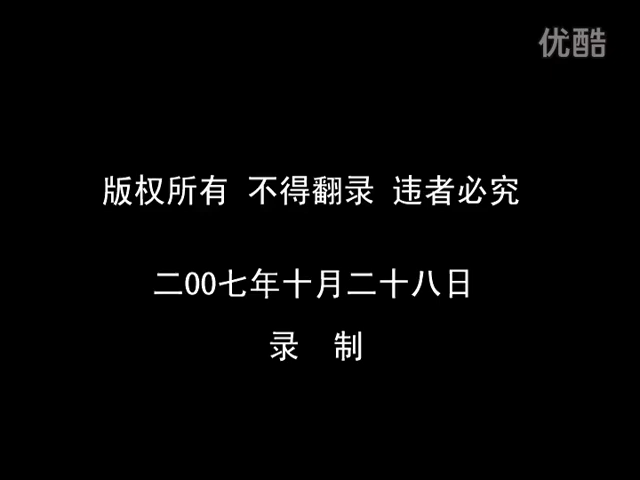 优酷
版权所有 不得翻录 违者必究
二00七年十月二十八日
录 制